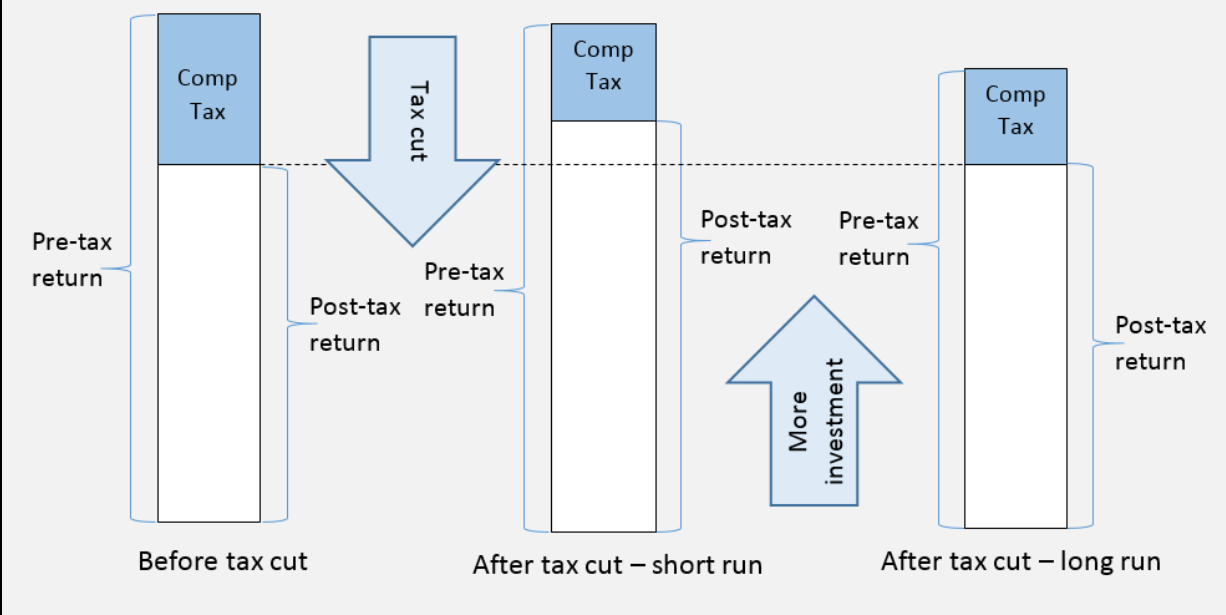 Comp
Tax
Pre-tax
return
Post-tax
return
Before tax cut
Tax cut
Comp
Tax
Pre-tax
return
Post-tax
return
After tax cut – short run
More
investment
Comp
Tax
Pre-tax
return
Post-tax
return
After tax cut – long run